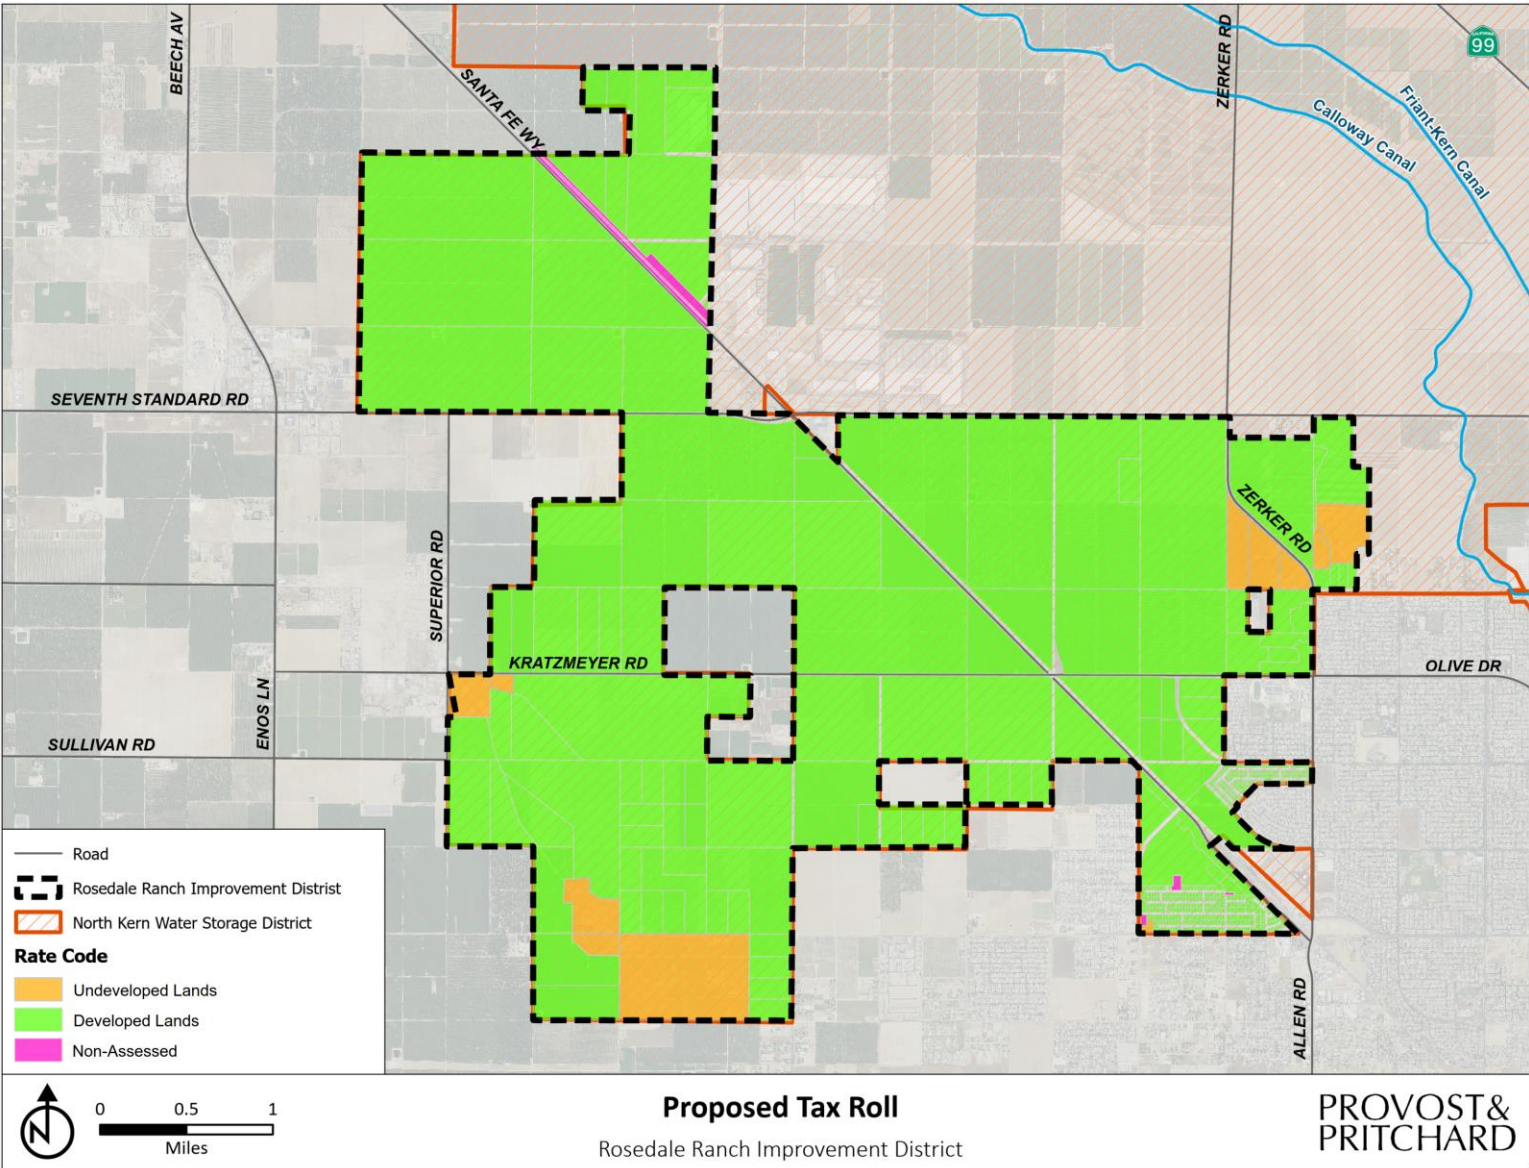 BEECH AV
SANTA FE WY
ZERKER RD
CALIFORNIA
99
Calloway Canal
Friant-Kern Canal
SEVENTH STANDARD RD
ZERKER RD
SUPERIOR RD
KRATZMEYER RD
OLIVE DR
ENOS LN
SULLIVAN RD
ALLEN RD
Road
Rosedale Ranch Improvement Distrist
North Kern Water Storage District
Rate Code
Undeveloped Lands
Developed Lands
Non-Assessed
N
0 0.5 1
Miles
Proposed Tax Roll
Rosedale Ranch Improvement District
PROVOST&
PRITCHARD